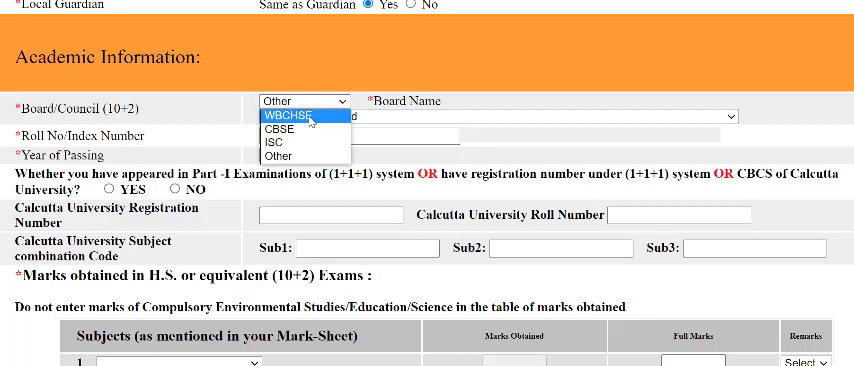 *Local Guardian Same as Guardian Yes No
Academic Information:
*Board/Council (10+2) Other *Board Name
WBCHSE d
CBSE
*Roll No/Index Number
ISC
*Year of Passing Other
Whether you have appeared in Part -I Examinations of (1+1+1) system OR have registration number under (1+1+1) system OR CBCS of Calcutta
University? YES NO
Calcutta University Registration
Number Calcutta University Roll Number
Calcutta University Subject
combination Code Sub1: Sub2: Sub3:
*Marks obtained in H.S. or equivalent (10+2) Exams :
Do not enter marks of Compulsory Environmental Studies/Education/Science in the table of marks obtained
Subjects (as mentioned in your Mark-Sheet) Marks Obtained Full Marks Remarks
1 Select